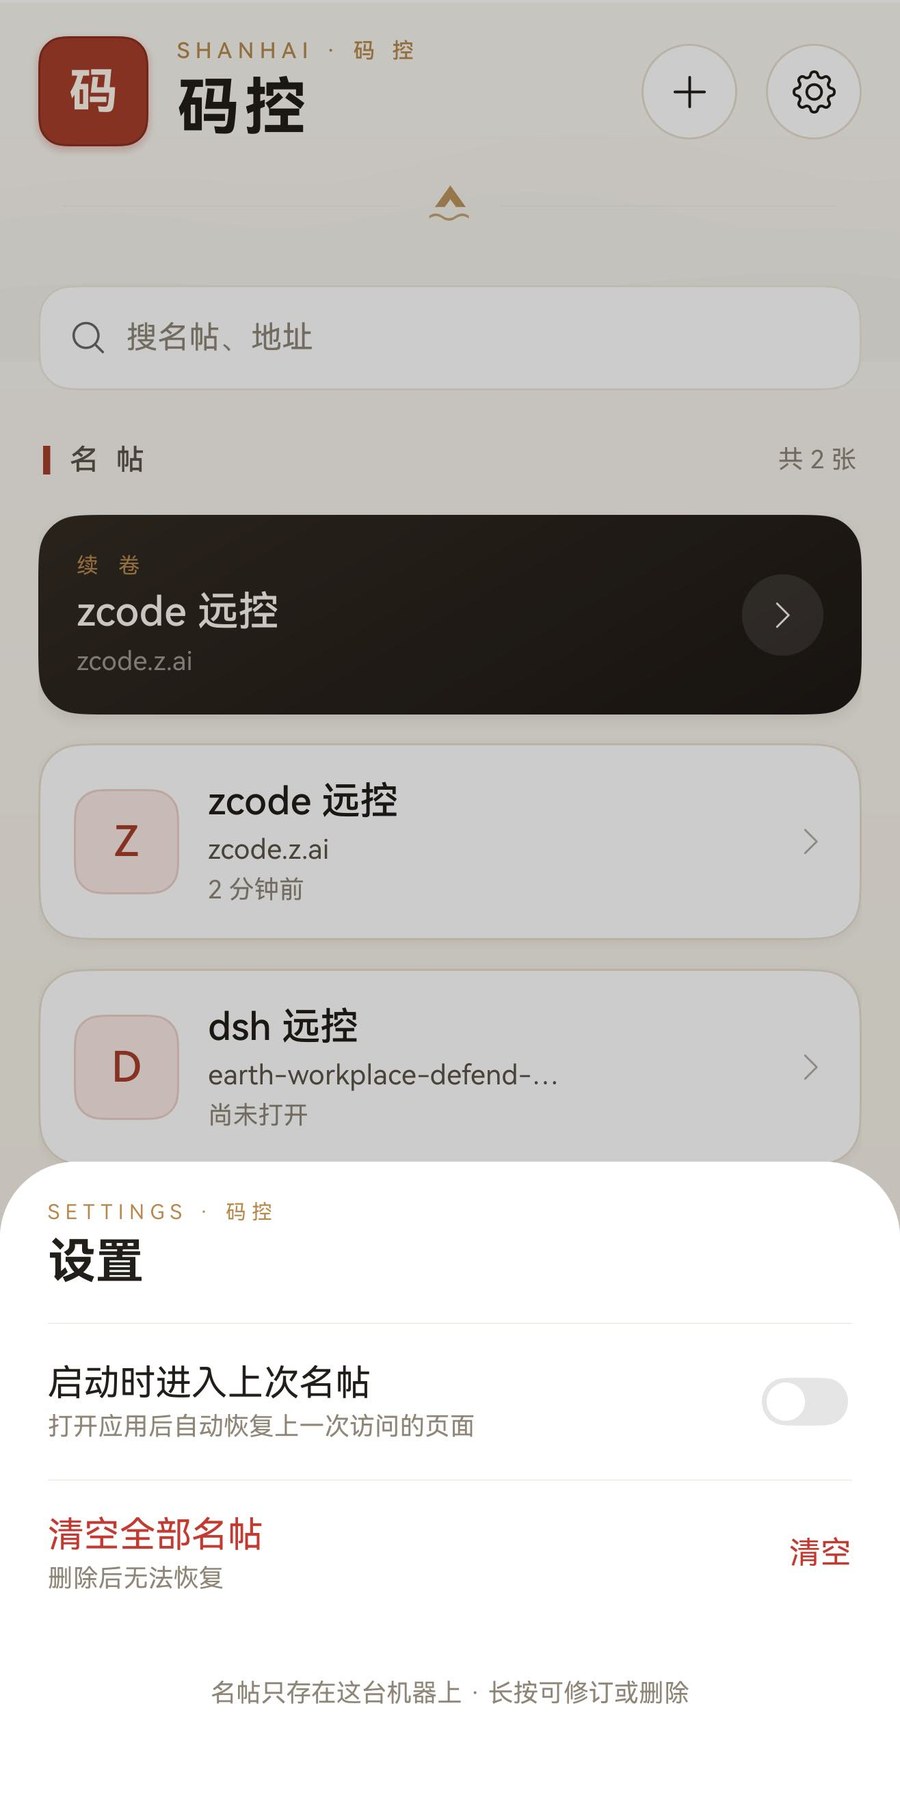 码
SHANHAI · 码 控
码控
搜名帖、地址
名 帖
共 2 张
续 卷
zcode 远控
zcode.z.ai
Z
zcode 远控
zcode.z.ai
2 分钟前
D
dsh 远控
earth-workplace-defend-...
尚未打开
SETTINGS · 码控
设置
启动时进入上次名帖
打开应用后自动恢复上一次访问的页面
清空全部名帖
删除后无法恢复
清空
名帖只存在这台机器上 · 长按可修订或删除